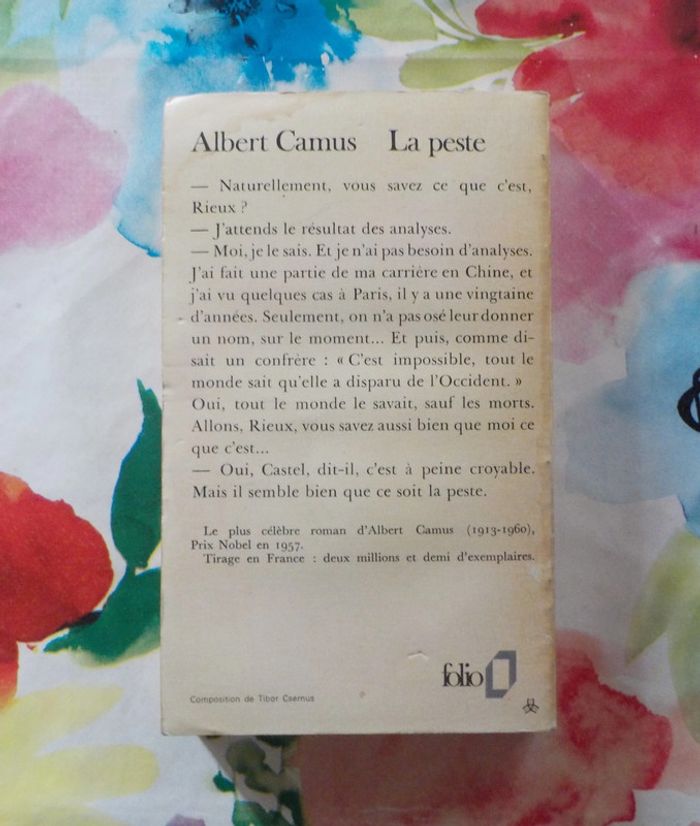 Albert Camus La peste
— Naturellement, vous savez ce que c'est,
Rieux ?
— J'attends le résultat des analyses.
— Moi, je le sais. Et je n'ai pas besoin d'analyses.
J'ai fait une partie de ma carrière en Chine, et
j'ai vu quelques cas à Paris, il y a une vingtaine
d'années. Seulement, on n'a pas osé leur donner
un nom, sur le moment... Et puis, comme di-
sait un confrère : « C'est impossible, tout le
monde sait qu'elle a disparu de l'Occident. »
Oui, tout le monde le savait, sauf les morts.
Allons, Rieux, vous savez aussi bien que moi ce
que c'est...
— Oui, Castel, dit-il, c'est à peine croyable.
Mais il semble bien que ce soit la peste.
Le plus célèbre roman d'Albert Camus (1913-1960),
Prix Nobel en 1957.
Tirage en France : deux millions et demi d'exemplaires.
folio
Composition de Tibor Csernus